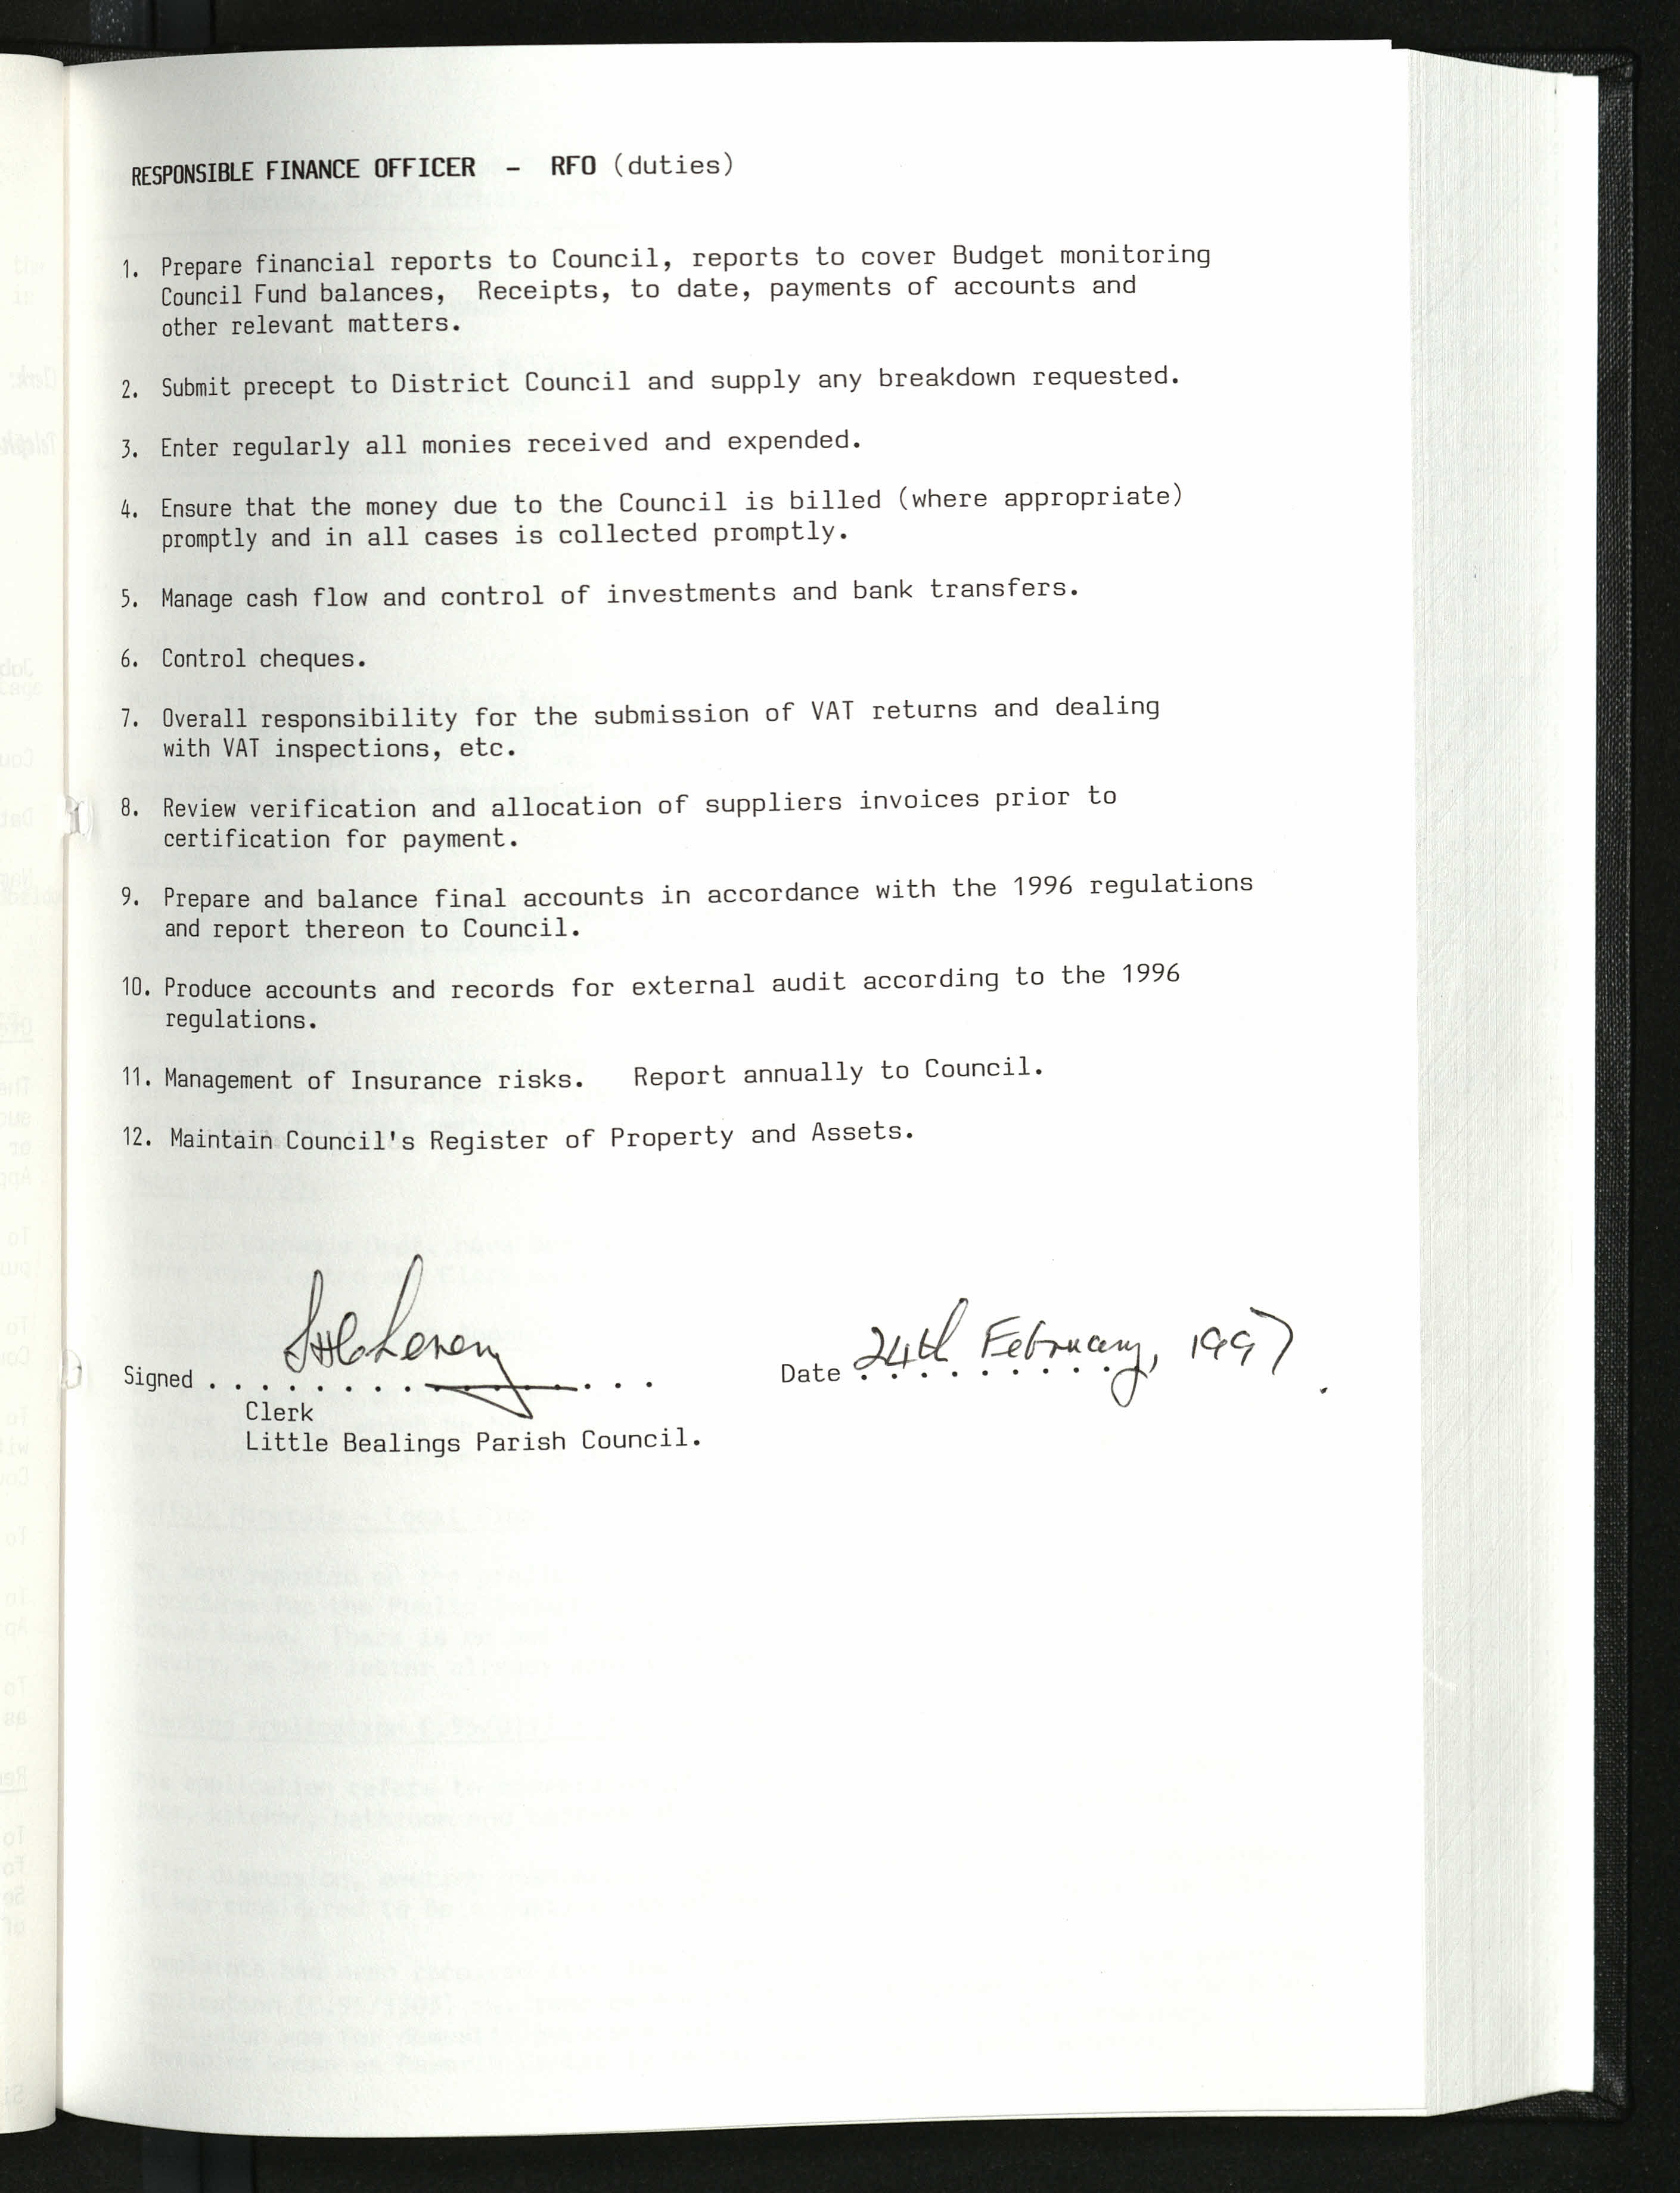 RESPONSIBLE FINANCE OFFICER - RFO (duties)
1. Prepare financial reports to Council, reports to cover Budget monitoring
Council Fund balances, Receipts, to date, payments of accounts and
other relevant matters.
2. Submit precept to District Council and supply any breakdown requested.
3. Enter regularly all monies received and expended.
4. Ensure that the money due to the Council is billed (where appropriate)
promptly and in all cases is collected promptly.
5. Manage cash flow and control of investments and bank transfers.
6. Control cheques.
7. Overall responsibility for the submission of VAT returns and dealing
with VAT inspections, etc.
8. Review verification and allocation of suppliers invoices prior to
certification for payment.
9. Prepare and balance final accounts in accordance with the 1996 regulations
and report thereon to Council.
10. Produce accounts and records for external audit according to the 1996
regulations.
11. Management of Insurance risks. Report annually to Council.
12. Maintain Council's Register of Property and Assets.
Signed . . . . . . . . . . . . Date 24th February, 1997.
Clerk
Little Bealings Parish Council.